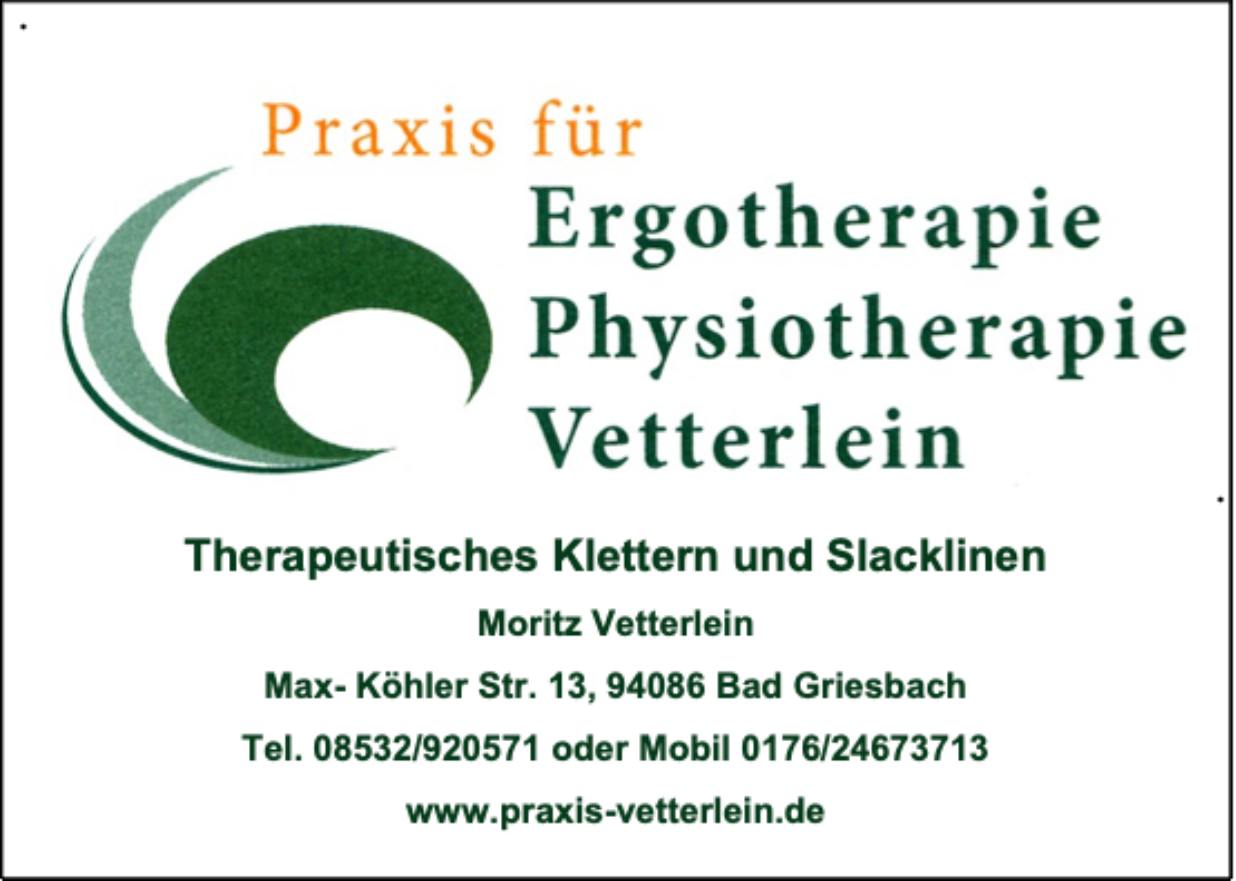 Praxis für
Ergotherapie
Physiotherapie
Vetterlein
Therapeutisches Klettern und Slacklinen
Moritz Vetterlein
Max- Köhler Str. 13, 94086 Bad Griesbach
Tel. 08532/920571 oder Mobil 0176/24673713
www.praxis-vetterlein.de